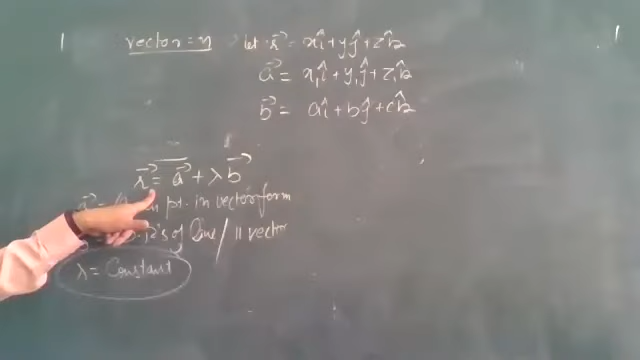 vector = y let r⃗ = xî + yĵ + zk̂
a⃗ = x₁î + y₁ĵ + z₁k̂
b⃗ = aî + bĵ + ck̂
r⃗ = a⃗ + λb⃗
a⃗ = pt. in vector form
of line / || vector
λ = Constant